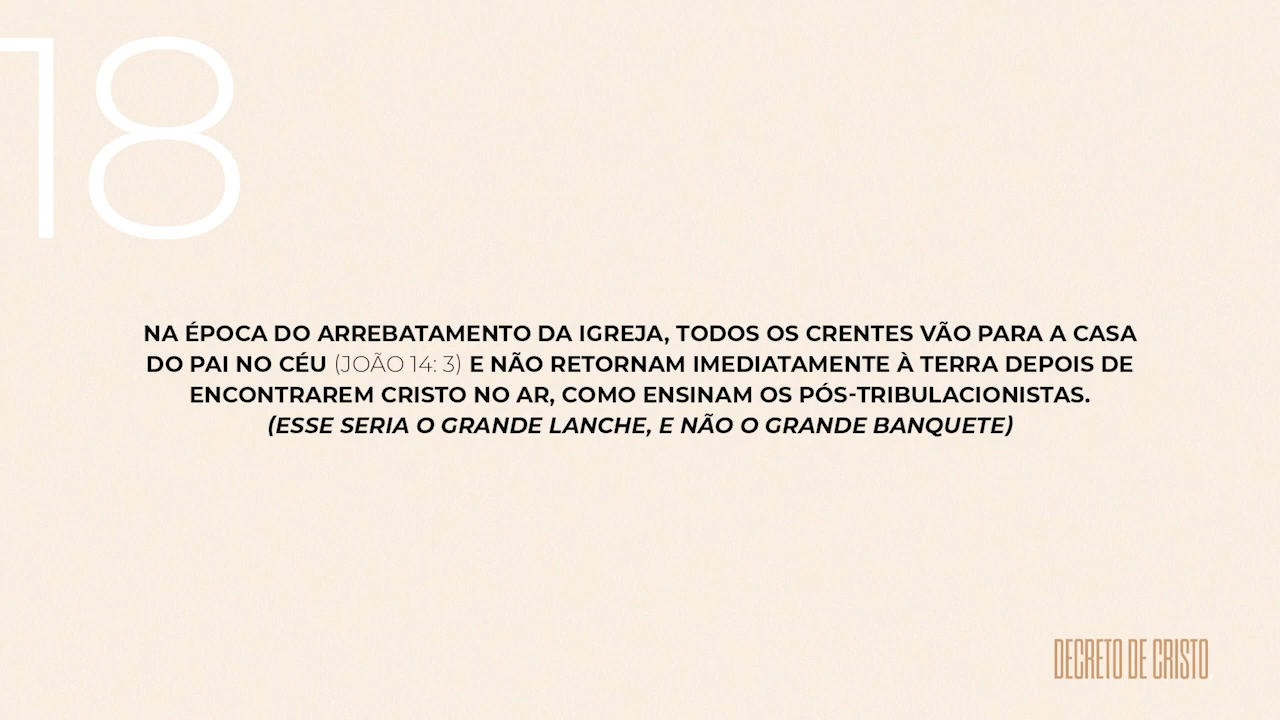 18
NA ÉPOCA DO ARREBATAMENTO DA IGREJA, TODOS OS CRENTES VÃO PARA A CASA
DO PAI NO CÉU (JOÃO 14: 3) E NÃO RETORNAM IMEDIATAMENTE À TERRA DEPOIS DE
ENCONTRAREM CRISTO NO AR, COMO ENSINAM OS PÓS-TRIBULACIONISTAS.
(ESSE SERIA O GRANDE LANCHE, E NÃO O GRANDE BANQUETE)
DECRETO DE CRISTO